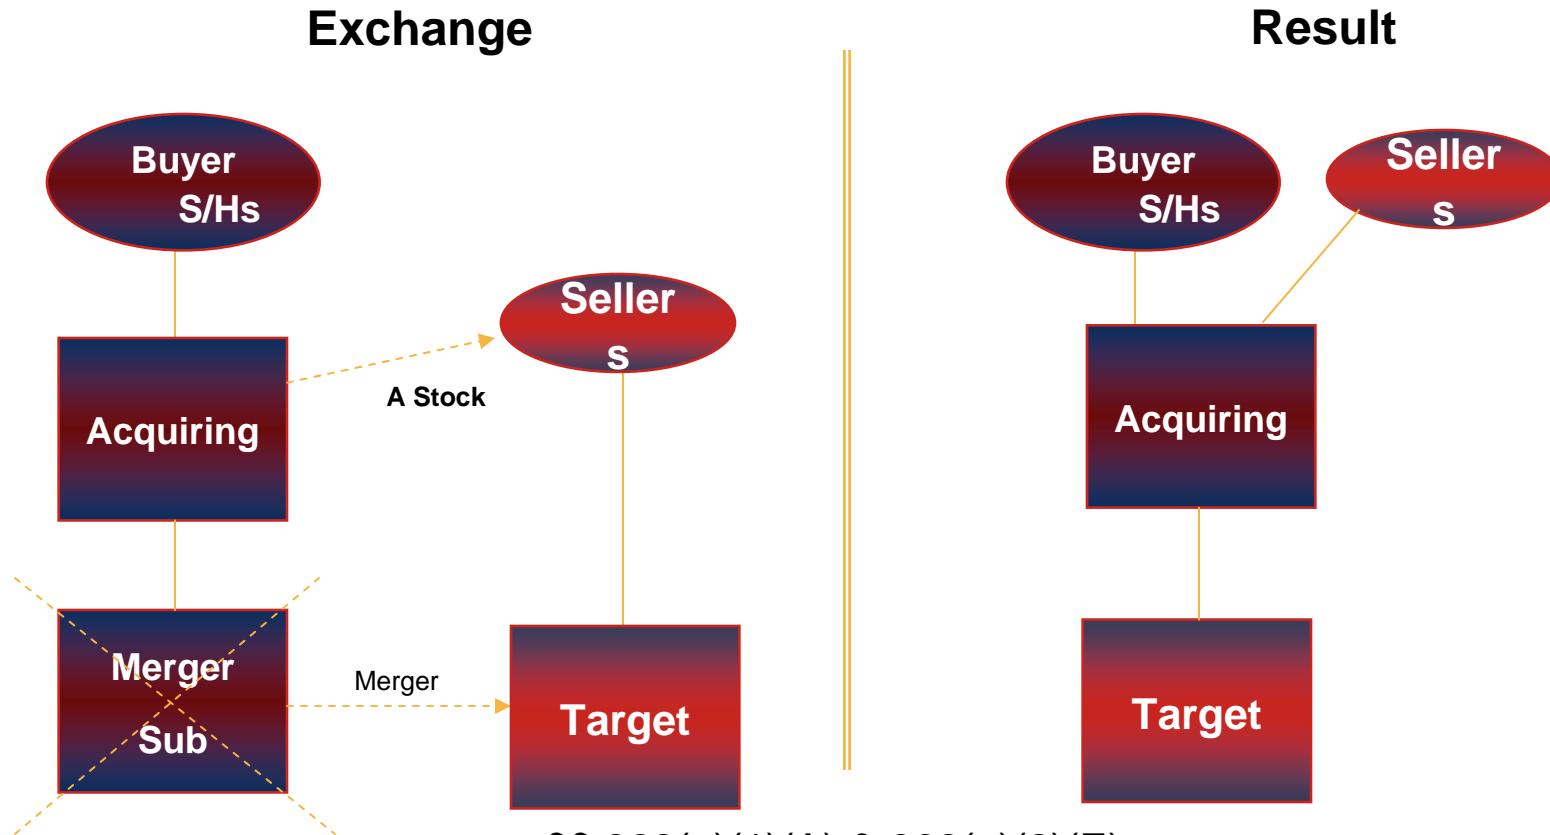 Exchange
Result
Buyer
S/Hs
Seller
s
A Stock
Acquiring
Merger
Sub
Merger
Target
Buyer
S/Hs
Seller
s
Acquiring
Target